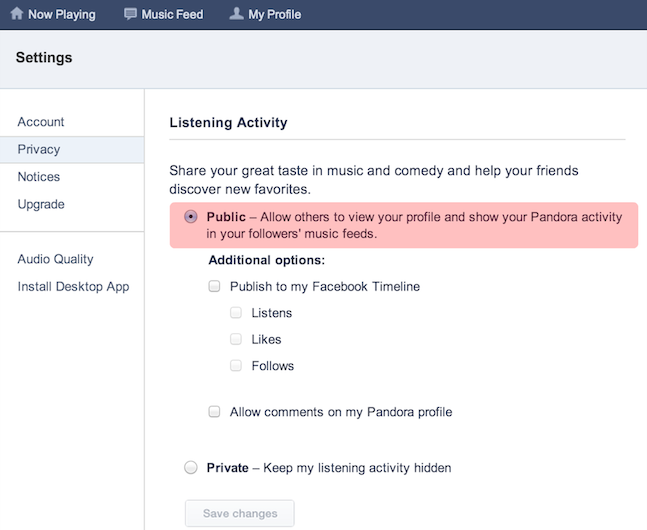 Now Playing
Music Feed
My Profile
Settings
Account
Privacy
Notices
Upgrade
Audio Quality
Install Desktop App
Listening Activity
Share your great taste in music and comedy and help your friends
discover new favorites.
Public – Allow others to view your profile and show your Pandora activity
in your followers' music feeds.
Additional options:
Publish to my Facebook Timeline
Listens
Likes
Follows
Allow comments on my Pandora profile
Private – Keep my listening activity hidden
Save changes